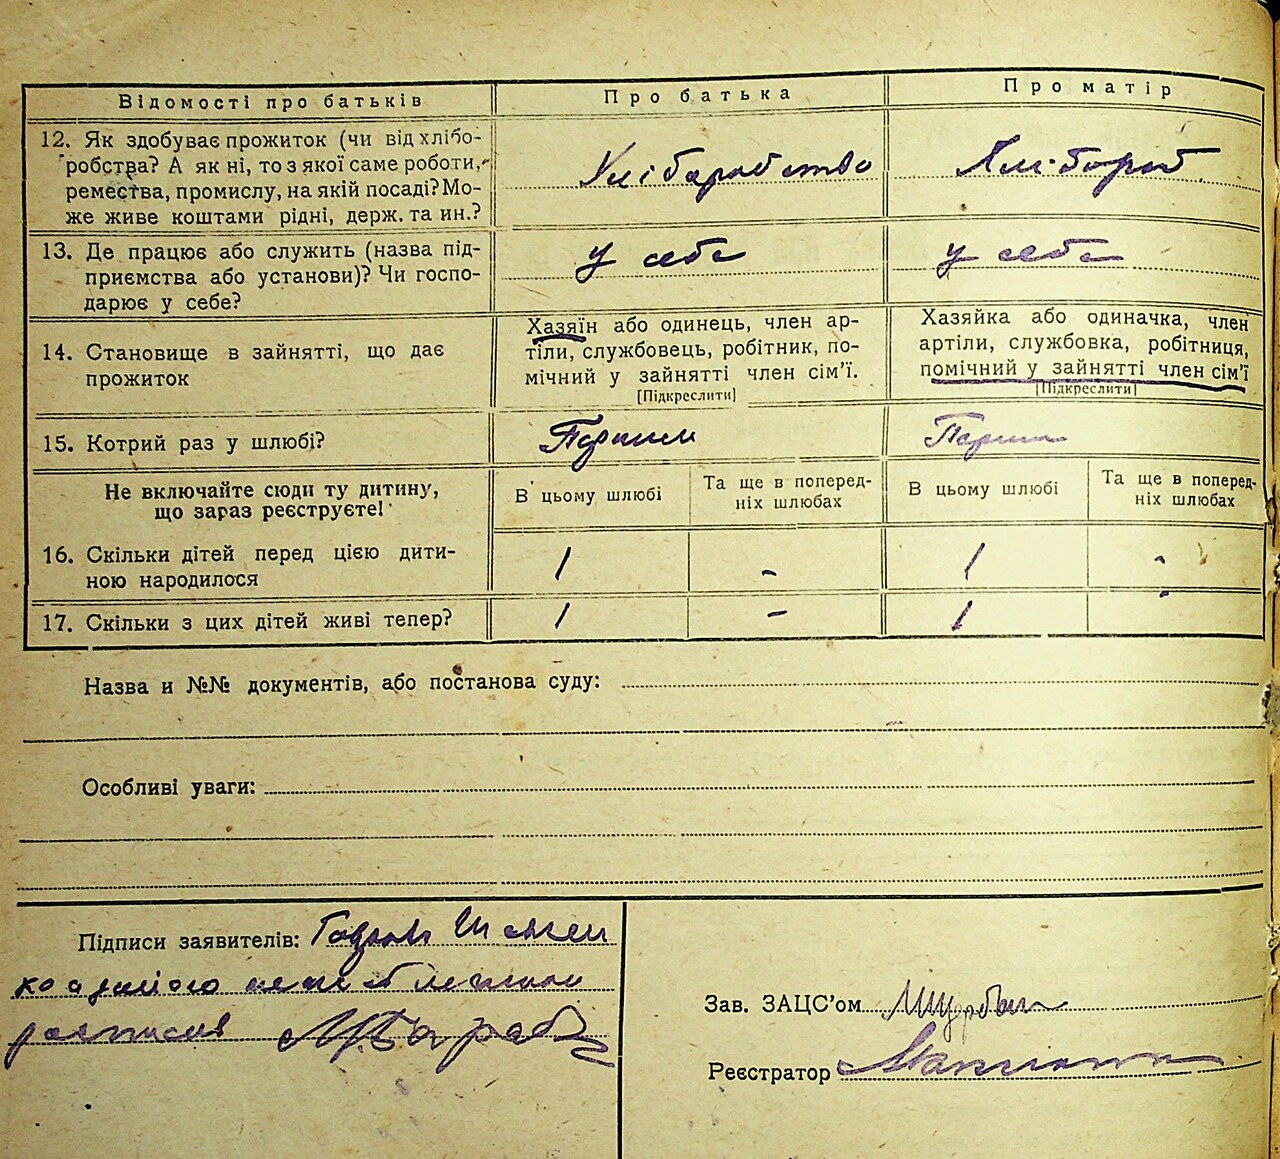 Відомості про батьків
Про батька
Про матір
12. Як здобуває прожиток (чи від хлібо-
робства? А як ні, то з якої саме роботи,
ремества, промислу, на якій посаді? Мо-
же живе коштами рідні, держ. та ин.?
Хлібаробство
Хлібороб
13. Де працює або служить (назва під-
приємства або установи)? Чи госпо-
дарює у себе?
у себе
у себе
14. Становище в зайнятті, що дає
прожиток
Хазяїн або одинець, член ар-
тіли, службовець, робітник, по-
мічний у зайнятті член сім'ї.
[Підкреслити]
Хазяйка або одиначка, член
артіли, службовка, робітниця,
помічний у зайнятті член сім'ї
[Підкреслити]
15. Котрий раз у шлюбі?
Першим
Перши
Не включайте сюди ту дитину,
що зараз реєструєте!
В цьому шлюбі
Та ще в поперед-
ніх шлюбах
В цьому шлюбі
Та ще в поперед-
ніх шлюбах
16. Скільки дітей перед цією дити-
ною народилося
1
-
1
-
17. Скільки з цих дітей живі тепер?
1
-
1
-
Назва и №№ документів, або постанова суду:
Особливі уваги:
Підписи заявителів:
Зав. ЗАЦС'ом
Реєстратор